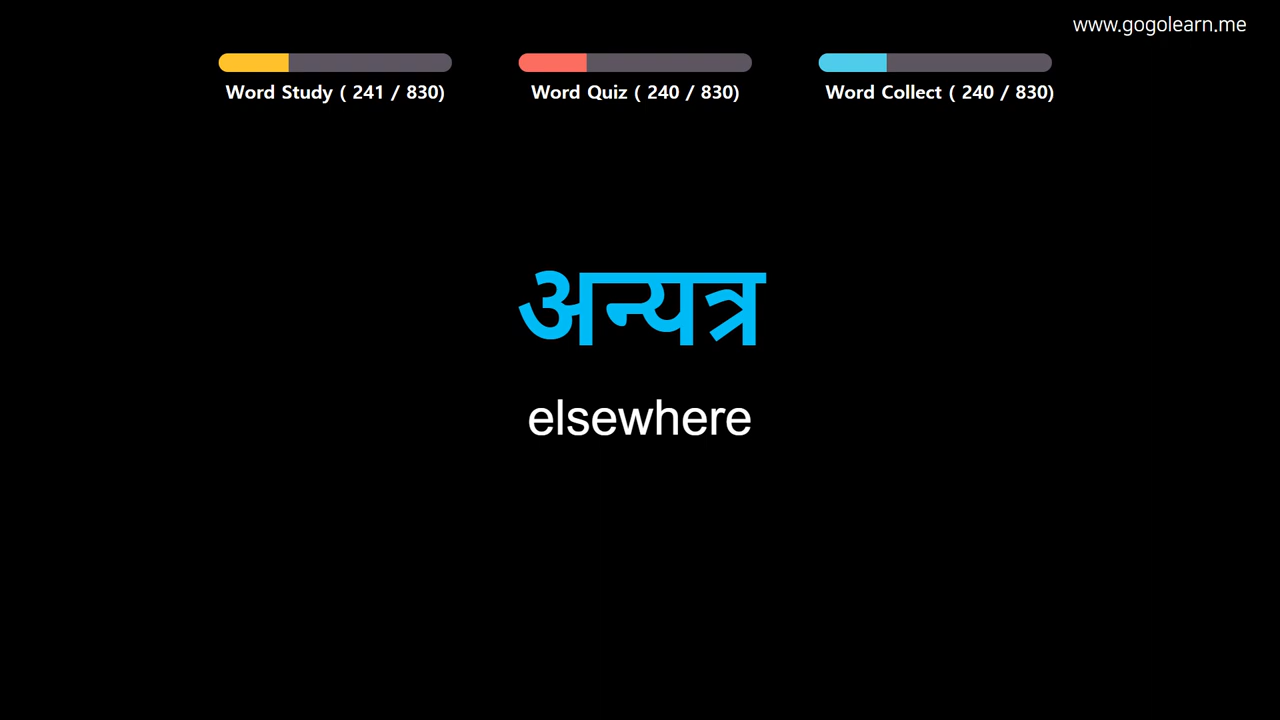 www.gogolearn.me
Word Study ( 241 / 830)
Word Quiz ( 240 / 830)
Word Collect ( 240 / 830)
अन्यत्र
elsewhere